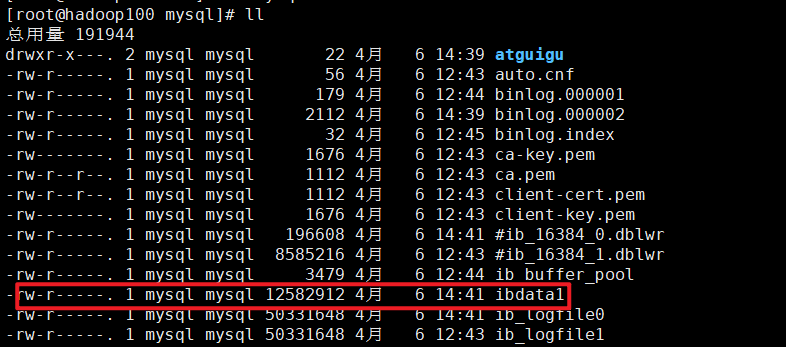 [root@hadoop100 mysql]# ll
总用量 191944
drwxr-x---. 2 mysql mysql       22 4月   6 14:39 atguigu
-rw-r-----. 1 mysql mysql       56 4月   6 12:43 auto.cnf
-rw-r-----. 1 mysql mysql      179 4月   6 12:44 binlog.000001
-rw-r-----. 1 mysql mysql     2112 4月   6 14:39 binlog.000002
-rw-r-----. 1 mysql mysql       32 4月   6 12:45 binlog.index
-rw-------. 1 mysql mysql     1676 4月   6 12:43 ca-key.pem
-rw-r--r--. 1 mysql mysql     1112 4月   6 12:43 ca.pem
-rw-r--r--. 1 mysql mysql     1112 4月   6 12:43 client-cert.pem
-rw-------. 1 mysql mysql     1676 4月   6 12:43 client-key.pem
-rw-r-----. 1 mysql mysql   196608 4月   6 14:41 #ib_16384_0.dblwr
-rw-r-----. 1 mysql mysql  8585216 4月   6 12:43 #ib_16384_1.dblwr
-rw-r-----. 1 mysql mysql     3479 4月   6 12:44 ib_buffer_pool
-rw-r-----. 1 mysql mysql 12582912 4月   6 14:41 ibdata1
-rw-r-----. 1 mysql mysql 50331648 4月   6 14:41 ib_logfile0
-rw-r-----. 1 mysql mysql 50331648 4月   6 12:43 ib_logfile1